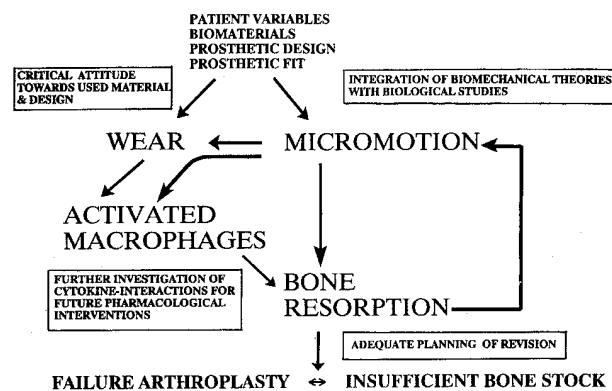 PATIENT VARIABLES
BIOMATERIALS
PROSTHETIC DESIGN
PROSTHETIC FIT
CRITICAL ATTITUDE
TOWARDS USED MATERIAL
& DESIGN
INTEGRATION OF BIOMECHANICAL THEORIES
WITH BIOLOGICAL STUDIES
WEAR
MICROMOTION
ACTIVATED
MACROPHAGES
FURTHER INVESTIGATION OF
CYTOKINE-INTERACTIONS FOR
FUTURE PHARMACOLOGICAL
INTERVENTIONS
BONE
RESORPTION
ADEQUATE PLANNING OF REVISION
FAILURE ARTHROPLASTY ⇔ INSUFFICIENT BONE STOCK